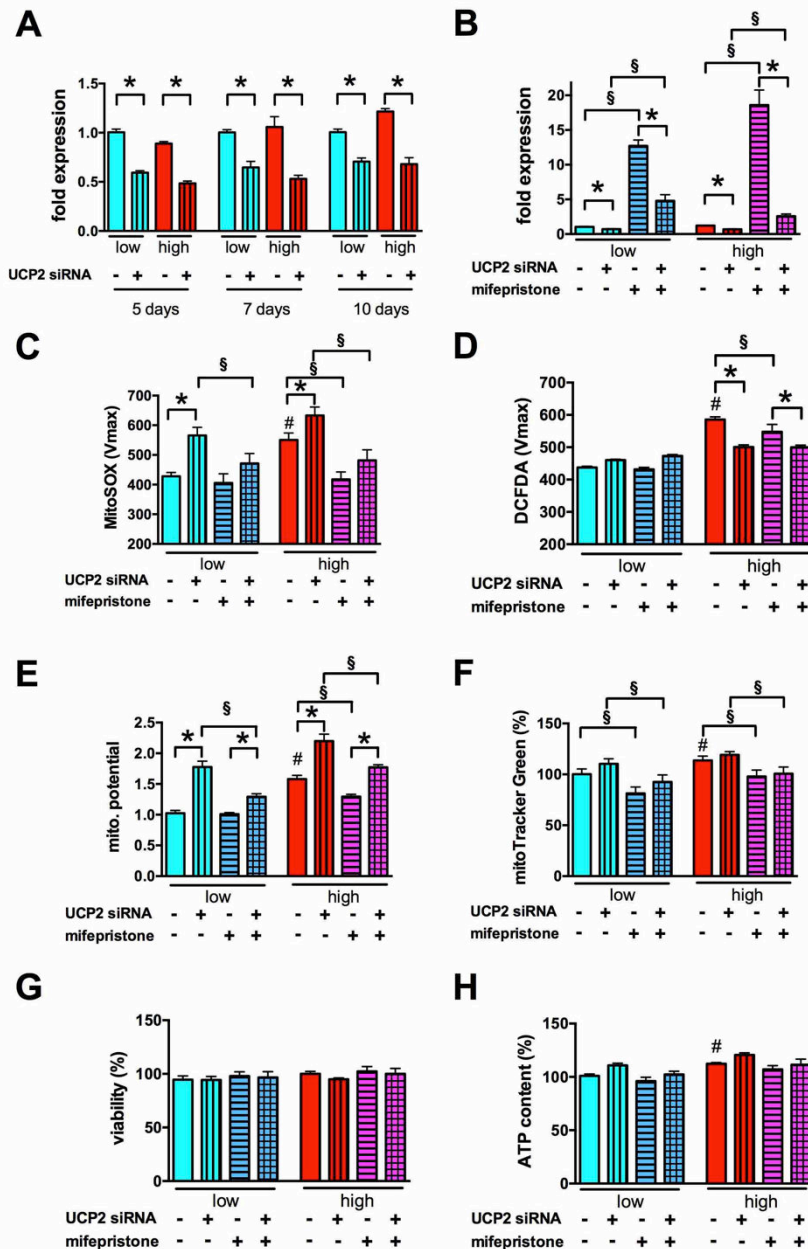 A
* * * * * *
fold expression
1.5
1.0
0.5
0.0
low high low high low high
UCP2 siRNA - + - + - + - + - + - +
5 days 7 days 10 days
B
§ § § § § * * * *
fold expression
20
15
10
5
0
low high
UCP2 siRNA - + - + - + - +
mifepristone - - + + - - + +
C
§ § § * * #
MitoSOX (Vmax)
700
600
500
400
300
200
low high
UCP2 siRNA - + - + - + - +
mifepristone - - + + - - + +
D
§ * * #
DCFDA (Vmax)
700
600
500
400
300
200
low high
UCP2 siRNA - + - + - + - +
mifepristone - - + + - - + +
E
§ § § * * * * #
mito. potential
2.5
2.0
1.5
1.0
0.5
0.0
low high
UCP2 siRNA - + - + - + - +
mifepristone - - + + - - + +
F
§ § § § #
mitoTracker Green (%)
150
100
50
0
low high
UCP2 siRNA - + - + - + - +
mifepristone - - + + - - + +
G
viability (%)
150
100
50
0
low high
UCP2 siRNA - + - + - + - +
mifepristone - - + + - - + +
H
#
ATP content (%)
150
100
50
0
low high
UCP2 siRNA - + - + - + - +
mifepristone - - + + - - + +